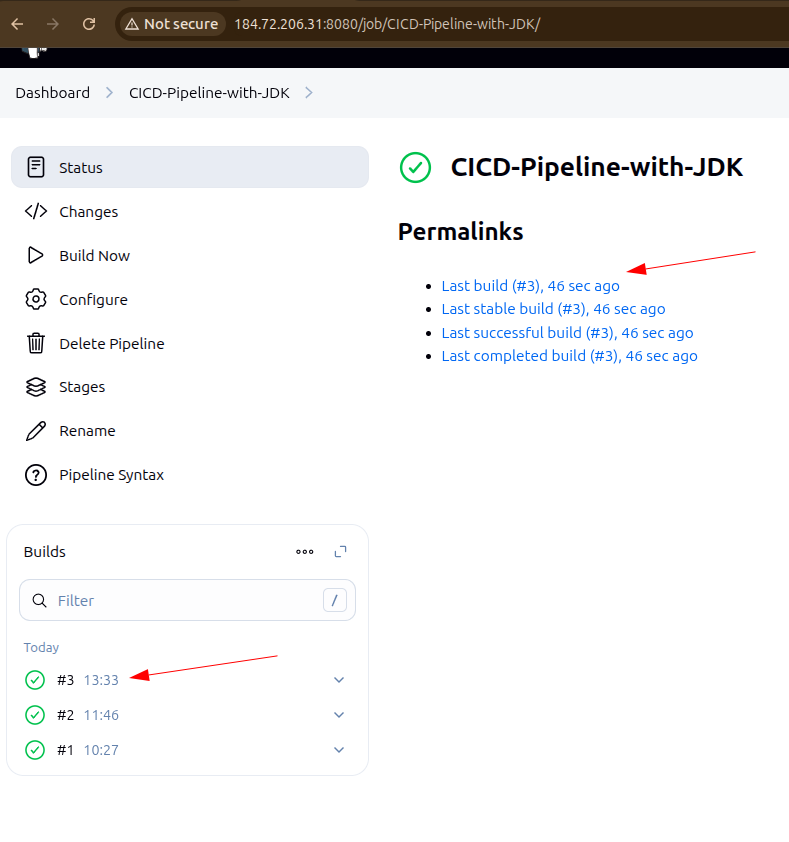 Not secure 184.72.206.31:8080/job/CICD-Pipeline-with-JDK/
Dashboard CICD-Pipeline-with-JDK
Status
Changes
Build Now
Configure
Delete Pipeline
Stages
Rename
Pipeline Syntax
Builds
Filter /
Today
#3 13:33
#2 11:46
#1 10:27
CICD-Pipeline-with-JDK
Permalinks
Last build (#3), 46 sec ago
Last stable build (#3), 46 sec ago
Last successful build (#3), 46 sec ago
Last completed build (#3), 46 sec ago